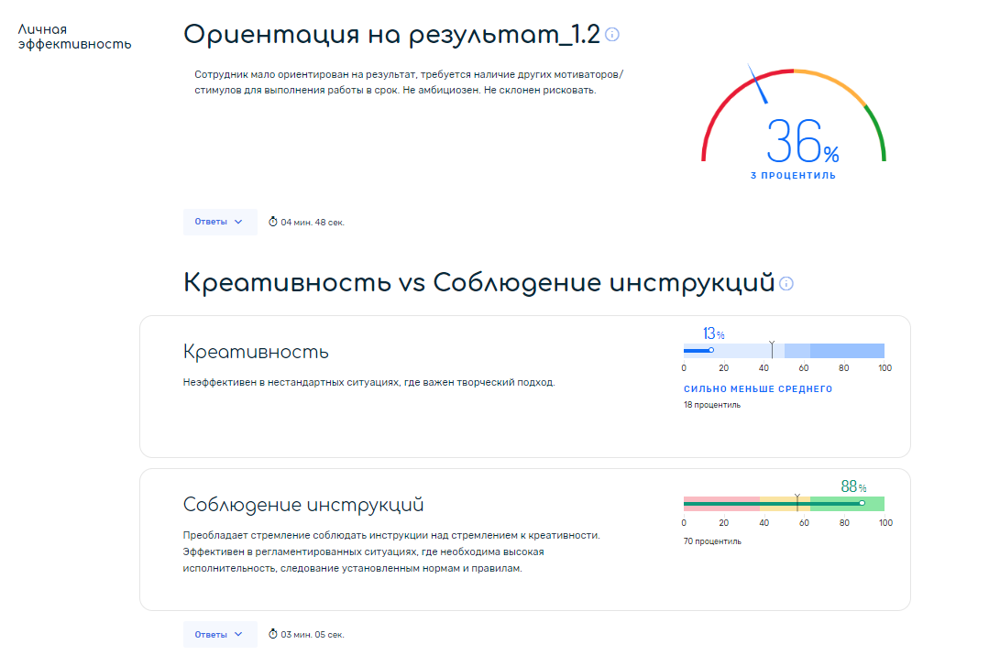 Личная
эффективность
Ориентация на результат_1.2
Сотрудник мало ориентирован на результат, требуется наличие других мотиваторов/
стимулов для выполнения работы в срок. Не амбициозен. Не склонен рисковать.
36%
3 ПРОЦЕНТИЛЬ
Ответы
04 мин. 48 сек.
Креативность vs Соблюдение инструкций
Креативность
Неэффективен в нестандартных ситуациях, где важен творческий подход.
13%
0 20 40 60 80 100
СИЛЬНО МЕНЬШЕ СРЕДНЕГО
18 процентиль
Соблюдение инструкций
Преобладает стремление соблюдать инструкции над стремлением к креативности.
Эффективен в регламентированных ситуациях, где необходима высокая
исполнительность, следование установленным нормам и правилам.
88%
0 20 40 60 80 100
70 процентиль
Ответы
03 мин. 05 сек.